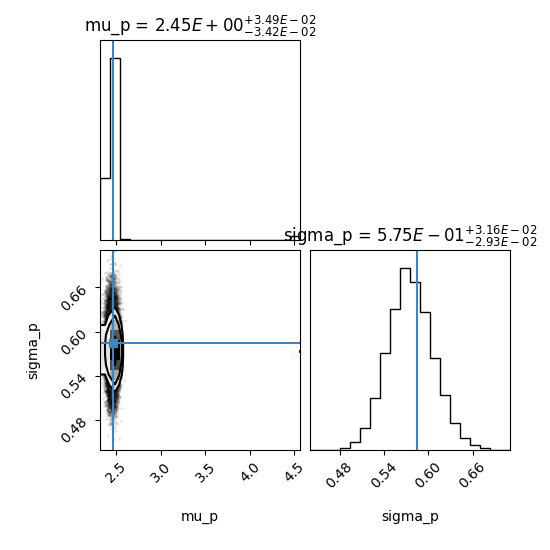 mu_p = 2.45E + 00+3.49E − 02 −3.42E − 02
sigma_p = 5.75E − 01+3.16E − 02 −2.93E − 02
0.66
0.60
0.54
0.48
sigma_p
2.5 3.0 3.5 4.0 4.5
0.48 0.54 0.60 0.66
mu_p
sigma_p